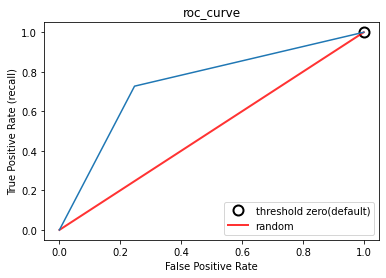 roc_curve
True Positive Rate (recall)
1.0
0.8
0.6
0.4
0.2
0.0
threshold zero(default)
random
0.0 0.2 0.4 0.6 0.8 1.0
False Positive Rate